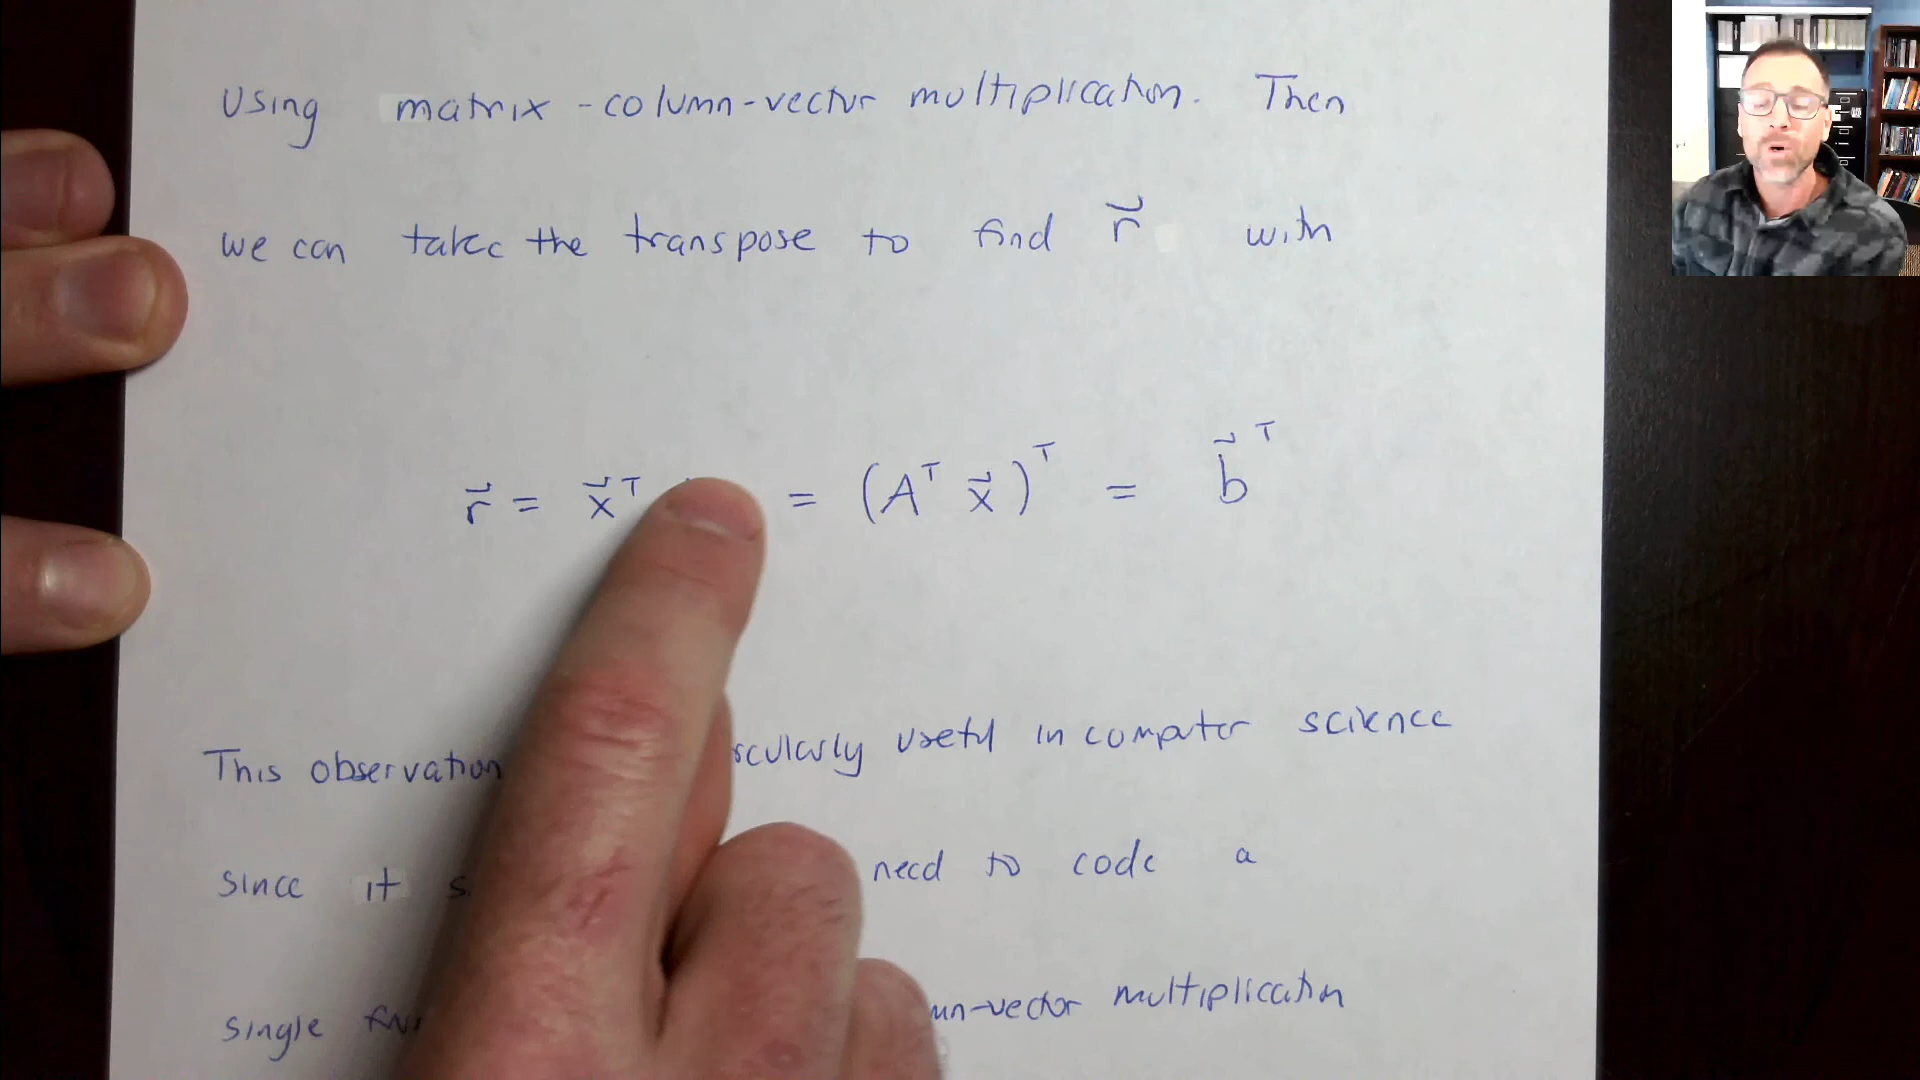 Using matrix-column-vector multiplication. Then
we can take the transpose to find r⃗ with
r⃗ = x⃗ᵀ = (Aᵀ x⃗)ᵀ = b⃗ᵀ
This observation useful in computer science
since it need to code a
single multiplication